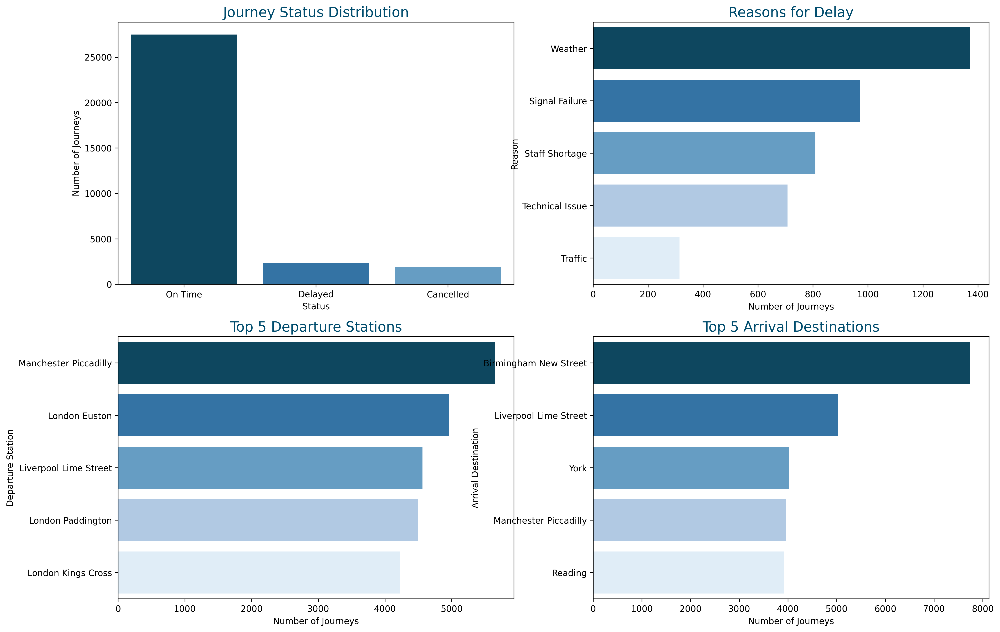 Journey Status Distribution
Number of Journeys
25000
20000
15000
10000
5000
0
On Time
Delayed
Cancelled
Status
Reasons for Delay
Reason
Weather
Signal Failure
Staff Shortage
Technical Issue
Traffic
0
200
400
600
800
1000
1200
1400
Number of Journeys
Top 5 Departure Stations
Departure Station
Manchester Piccadilly
London Euston
Liverpool Lime Street
London Paddington
London Kings Cross
0
1000
2000
3000
4000
5000
Number of Journeys
Top 5 Arrival Destinations
Arrival Destination
Birmingham New Street
Liverpool Lime Street
York
Manchester Piccadilly
Reading
0
1000
2000
3000
4000
5000
6000
7000
8000
Number of Journeys